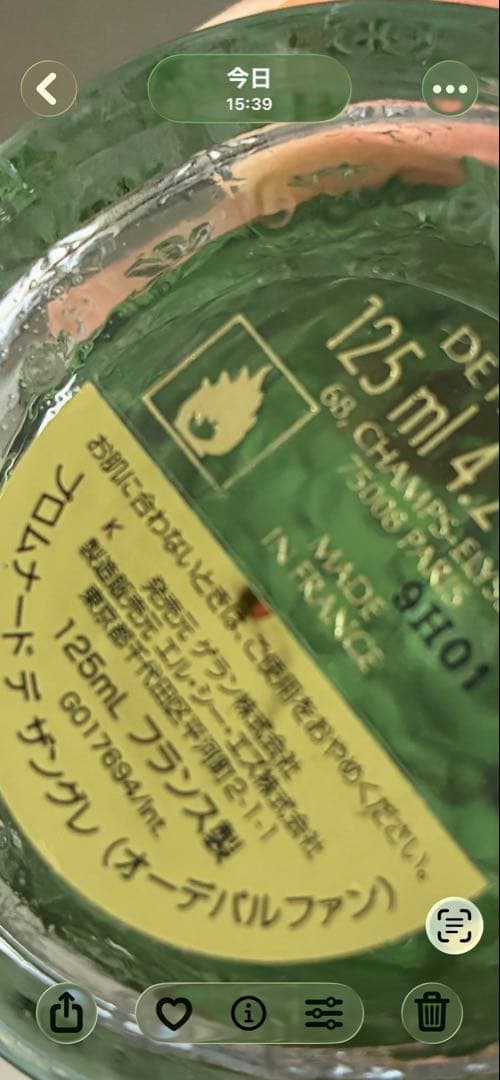 今日
15:39
125 ml 4.2
68, CHAMPS-ELYS
75008 PARIS
MADE
IN FRANCE
9H01
お肌に合わないときは、ご使用をおやめください。
K
発売元 ゲラン株式会社
製造販売元 エル・シー・エス株式会社
東京都千代田区平河町2-1-1
125mL フランス製
G017694/Int.
プロムナード デ ザングレ (オーデパルファン)